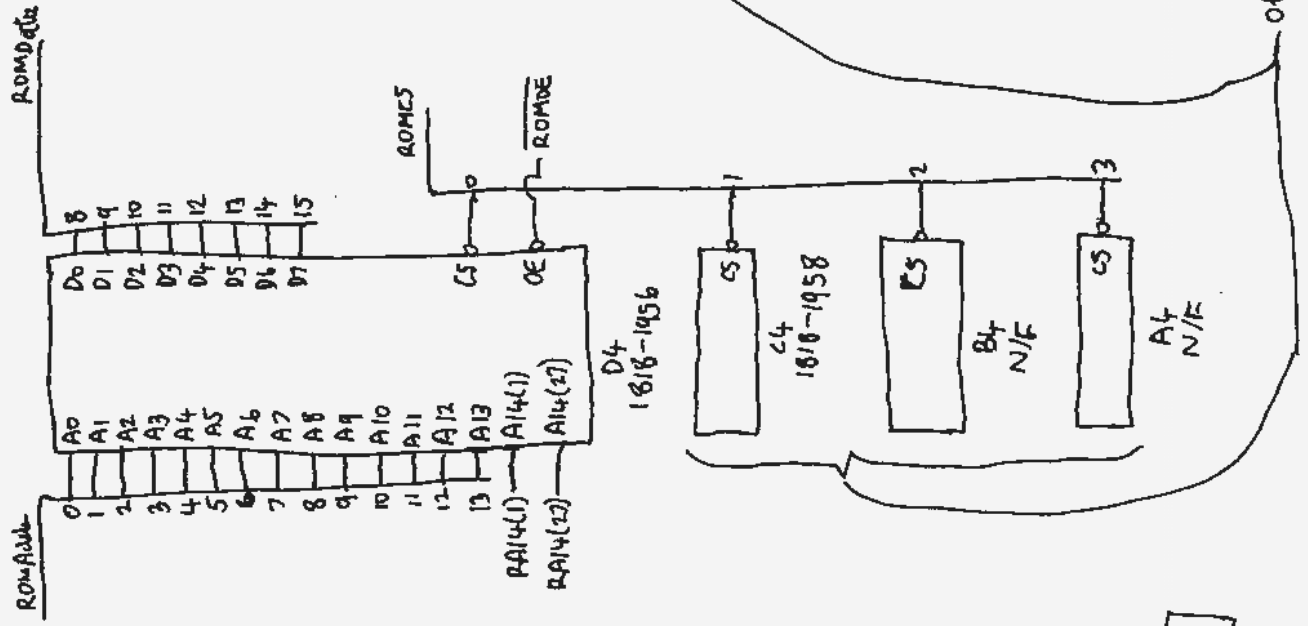 ROMAddr
0 A0
1 A1
2 A2
3 A3
4 A4
5 A5
6 A6
7 A7
8 A8
9 A9
10 A10
11 A11
12 A12
13 A13
RA14(1) A14(1)
RA14(27) A14(27)
ROMData
D0 8
D1 9
D2 10
D3 11
D4 12
D5 13
D6 14
D7 15
ROMCS
CS 0
OE ROMOE
D4
1818-1956
CS 1
C4
1818-1958
CS 2
B4
N/F
CS 3
A4
N/F